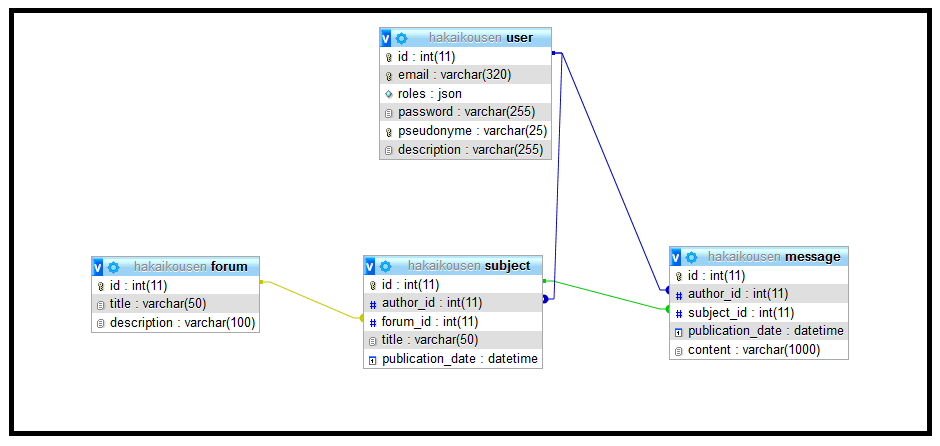 v hakaikousen user
id : int(11)
email : varchar(320)
roles : json
password : varchar(255)
pseudonyme : varchar(25)
description : varchar(255)
v hakaikousen forum
id : int(11)
title : varchar(50)
description : varchar(100)
v hakaikousen subject
id : int(11)
# author_id : int(11)
# forum_id : int(11)
title : varchar(50)
publication_date : datetime
v hakaikousen message
id : int(11)
# author_id : int(11)
# subject_id : int(11)
publication_date : datetime
content : varchar(1000)